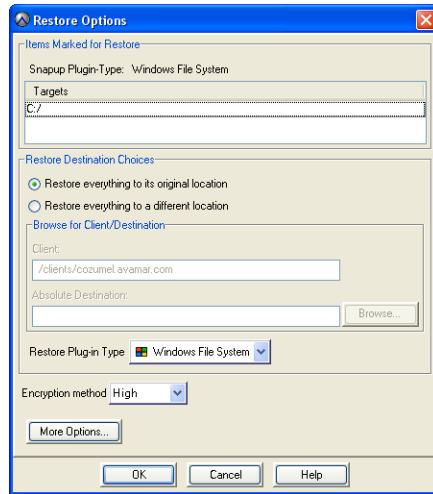 Restore Options
Items Marked for Restore
Snapup Plugin-Type: Windows File System
Targets
C:/
Restore Destination Choices
Restore everything to its original location
Restore everything to a different location
Browse for Client/Destination
Client:
/clients/cozumel.avamar.com
Absolute Destination:
Browse...
Restore Plug-in Type Windows File System
Encryption method High
More Options...
OK Cancel Help